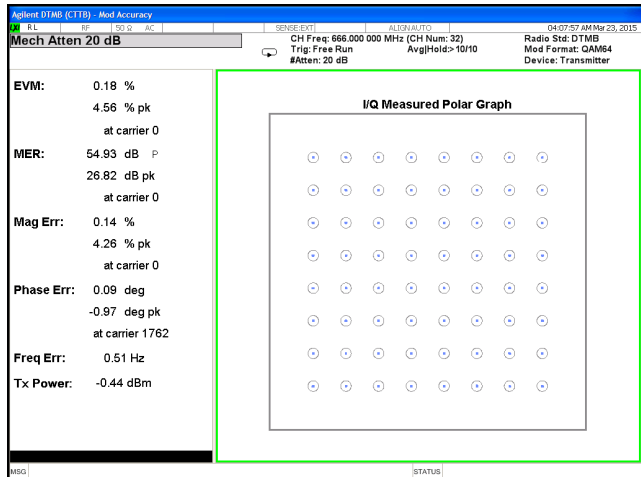 Agilent DTMB (CTTB) - Mod Accuracy
LXI RL RF 50 Ω AC SENSE:EXT ALIGN AUTO 04:07:57 AM Mar 23, 2015
Mech Atten 20 dB
CH Freq: 666.000 000 MHz (CH Num: 32) Radio Std: DTMB
Trig: Free Run Avg|Hold:>10/10 Mod Format: QAM64
#Atten: 20 dB Device: Transmitter
EVM: 0.18 %
4.56 % pk
at carrier 0
MER: 54.93 dB P
26.82 dB pk
at carrier 0
Mag Err: 0.14 %
4.26 % pk
at carrier 0
Phase Err: 0.09 deg
-0.97 deg pk
at carrier 1762
Freq Err: 0.51 Hz
Tx Power: -0.44 dBm
I/Q Measured Polar Graph
MSG STATUS